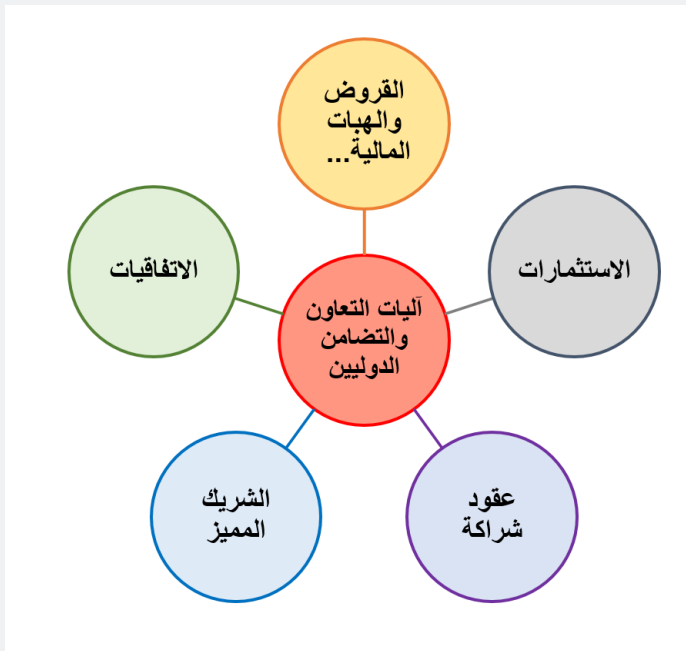 القروض
والهبات
المالية...
الاستثمارات
الاتفاقيات
آليات التعاون
والتضامن
الدوليين
عقود
شراكة
الشريك
المميز